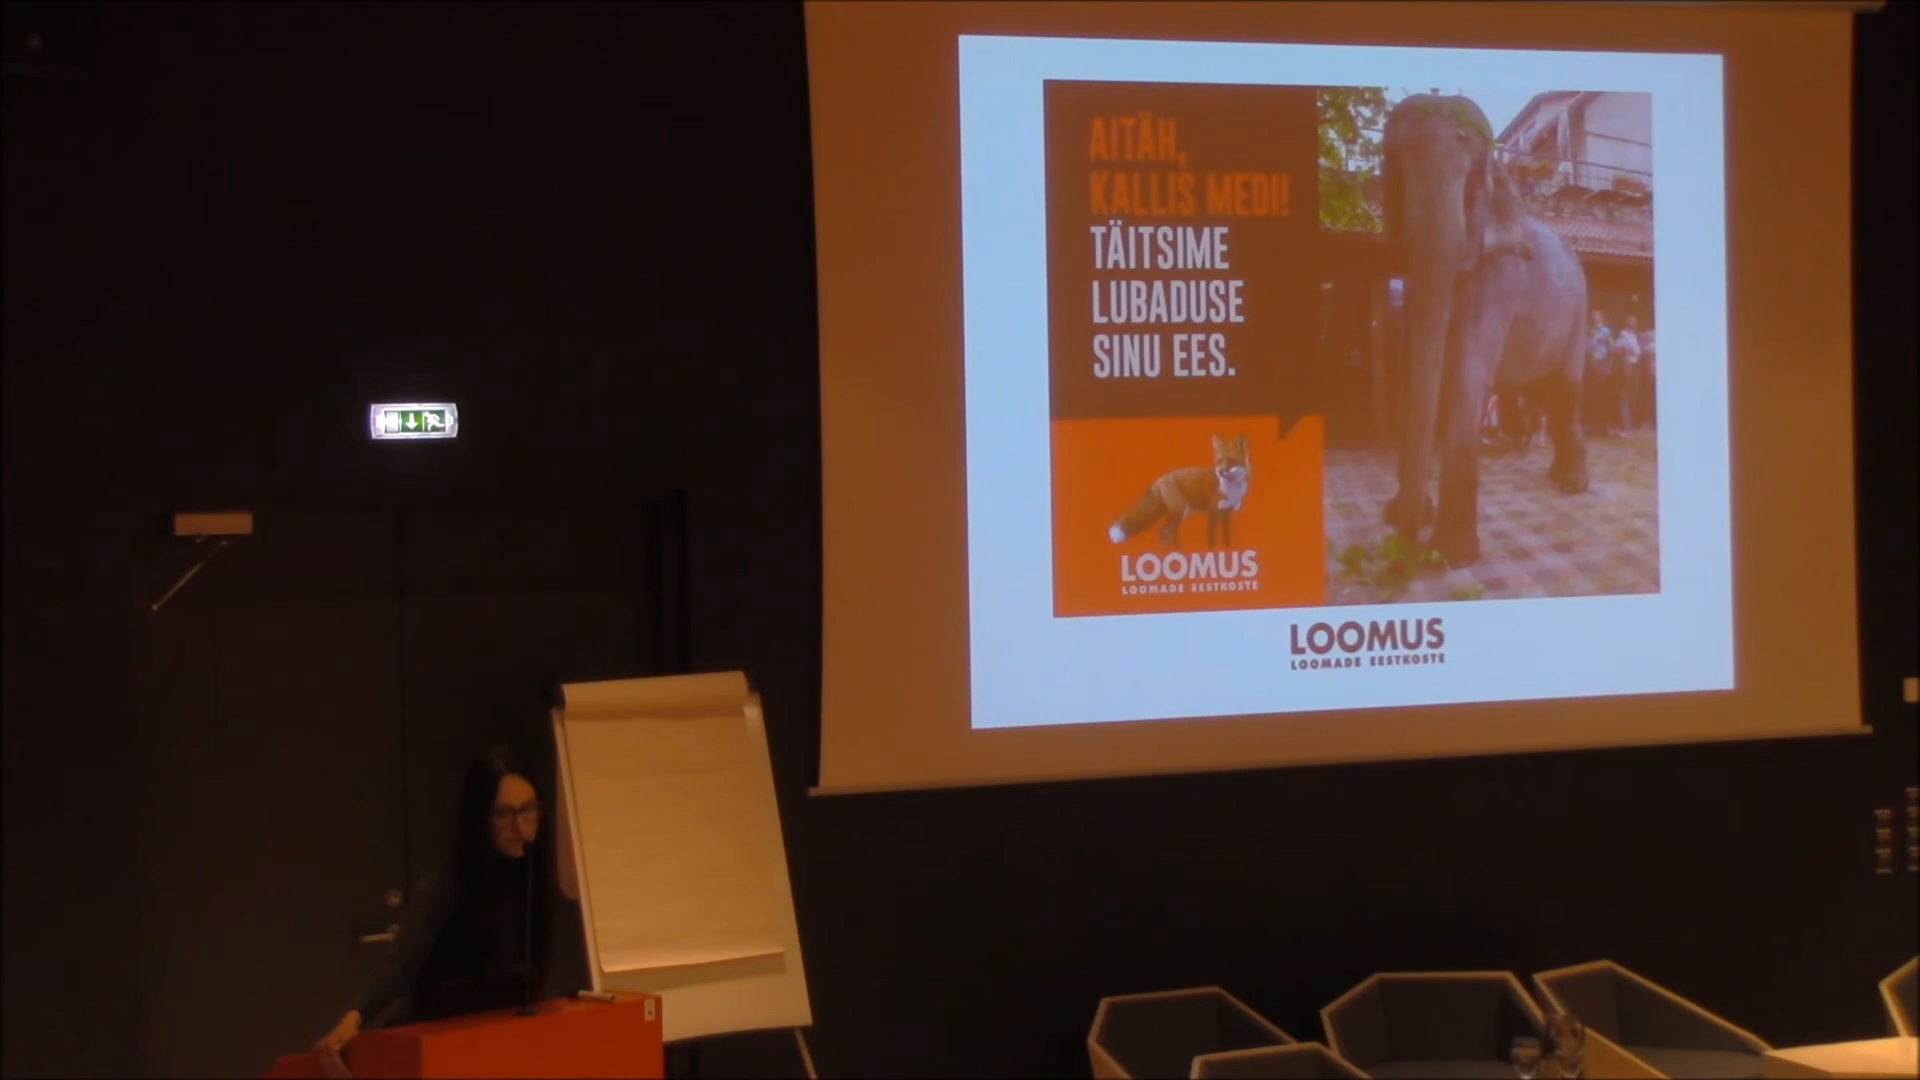 AITÄH,
KALLIS MEDI!
TÄITSIME
LUBADUSE
SINU EES.
LOOMUS
LOOMADE EESTKOSTE
LOOMUS
LOOMADE EESTKOSTE